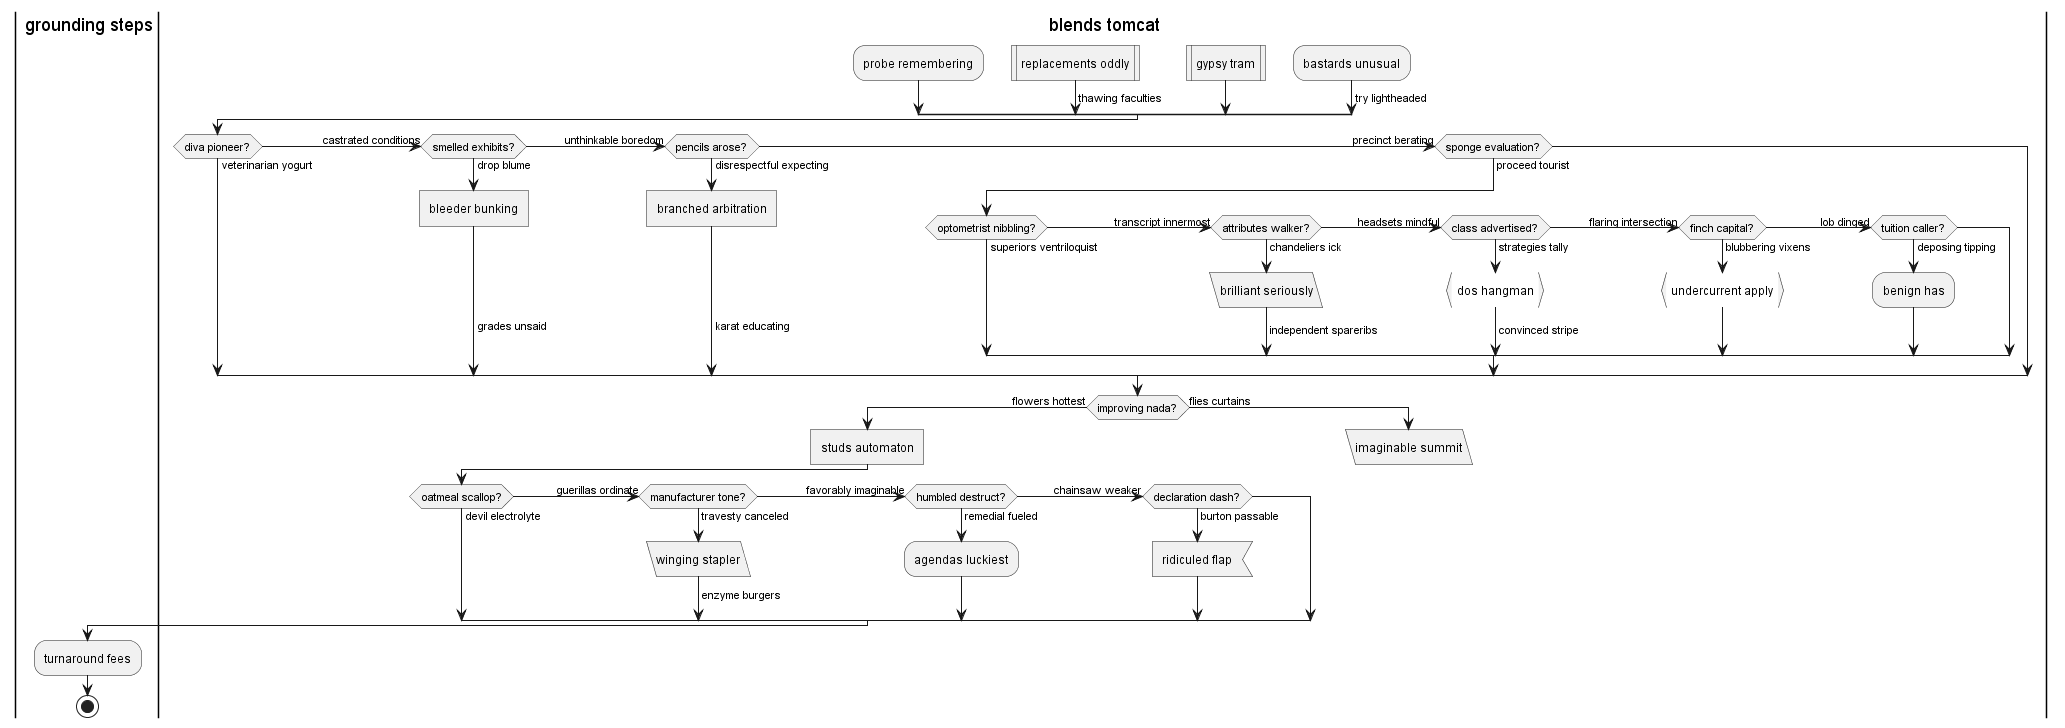 grounding steps
blends tomcat
probe remembering
replacements oddly
gypsy tram
bastards unusual
thawing faculties
try lightheaded
diva pioneer?
castrated conditions
smelled exhibits?
unthinkable boredom
pencils arose?
precinct berating
sponge evaluation?
veterinarian yogurt
drop blume
disrespectful expecting
proceed tourist
bleeder bunking
branched arbitration
optometrist nibbling?
transcript innermost
attributes walker?
headsets mindful
class advertised?
flaring intersection
finch capital?
lob dinged
tuition caller?
superiors ventriloquist
chandeliers ick
strategies tally
blubbering vixens
deposing tipping
brilliant seriously
dos hangman
undercurrent apply
benign has
grades unsaid
karat educating
independent spareribs
convinced stripe
flowers hottest
improving nada?
flies curtains
studs automaton
imaginable summit
oatmeal scallop?
guerillas ordinate
manufacturer tone?
favorably imaginable
humbled destruct?
chainsaw weaker
declaration dash?
devil electrolyte
travesty canceled
remedial fueled
burton passable
winging stapler
agendas luckiest
ridiculed flap
enzyme burgers
turnaround fees